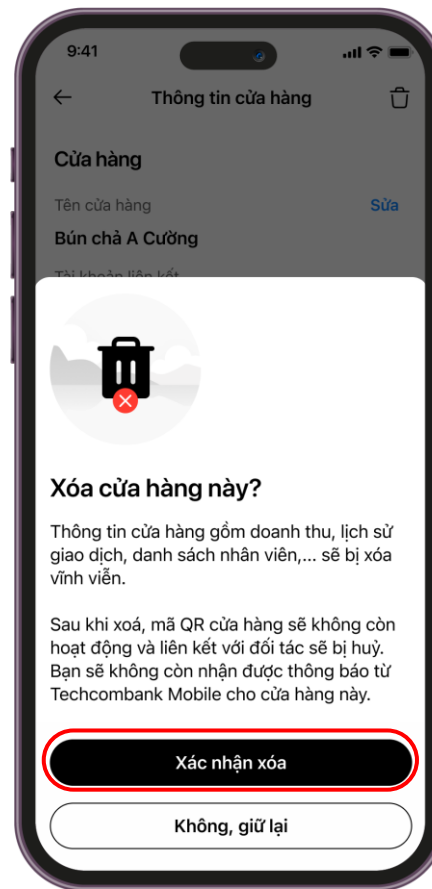 9:41
Thông tin cửa hàng
Cửa hàng
Tên cửa hàng
Sửa
Bún chả A Cường
Tài khoản liên kết
Xóa cửa hàng này?
Thông tin cửa hàng gồm doanh thu, lịch sử
giao dịch, danh sách nhân viên,... sẽ bị xóa
vĩnh viễn.
Sau khi xoá, mã QR cửa hàng sẽ không còn
hoạt động và liên kết với đối tác sẽ bị huỷ.
Bạn sẽ không còn nhận được thông báo từ
Techcombank Mobile cho cửa hàng này.
Xác nhận xóa
Không, giữ lại